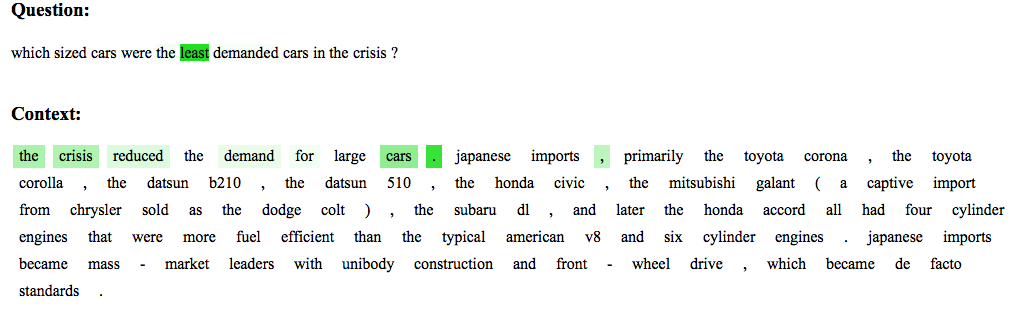 Question:
which sized cars were the least demanded cars in the crisis ?
Context:
the crisis reduced the demand for large cars . japanese imports , primarily the toyota corona , the toyota
corolla , the datsun b210 , the datsun 510 , the honda civic , the mitsubishi galant ( a captive import
from chrysler sold as the dodge colt ) , the subaru dl , and later the honda accord all had four cylinder
engines that were more fuel efficient than the typical american v8 and six cylinder engines . japanese imports
became mass - market leaders with unibody construction and front - wheel drive , which became de facto
standards .